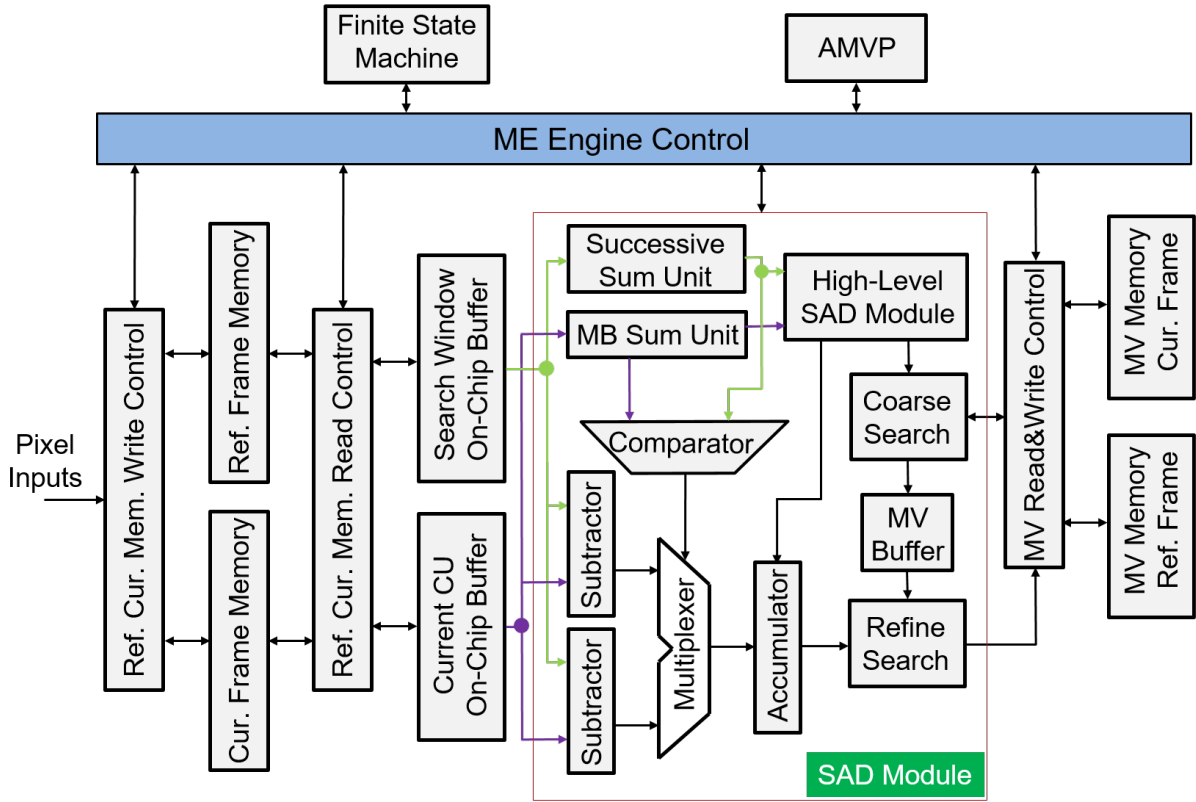 Finite State
Machine
AMVP
ME Engine Control
Pixel
Inputs
Ref. Cur. Mem. Write Control
Ref. Frame Memory
Cur. Frame Memory
Ref. Cur. Mem. Read Control
Search Window
On-Chip Buffer
Current CU
On-Chip Buffer
Successive
Sum Unit
MB Sum Unit
High-Level
SAD Module
Comparator
Subtractor
Subtractor
Multiplexer
Accumulator
Coarse
Search
MV
Buffer
Refine
Search
SAD Module
MV Read&Write Control
MV Memory
Cur. Frame
MV Memory
Ref. Frame